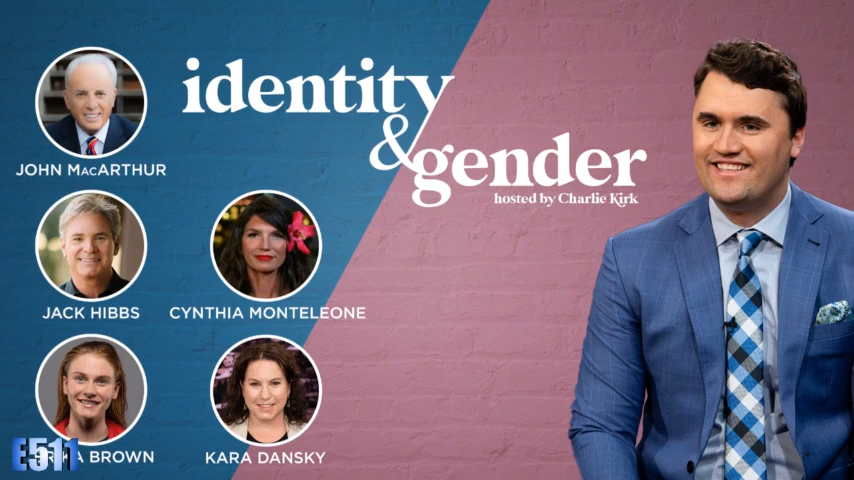 identity
& gender
hosted by Charlie Kirk
JOHN MACARTHUR
JACK HIBBS
CYNTHIA MONTELEONE
BROWN
KARA DANSKY
E511